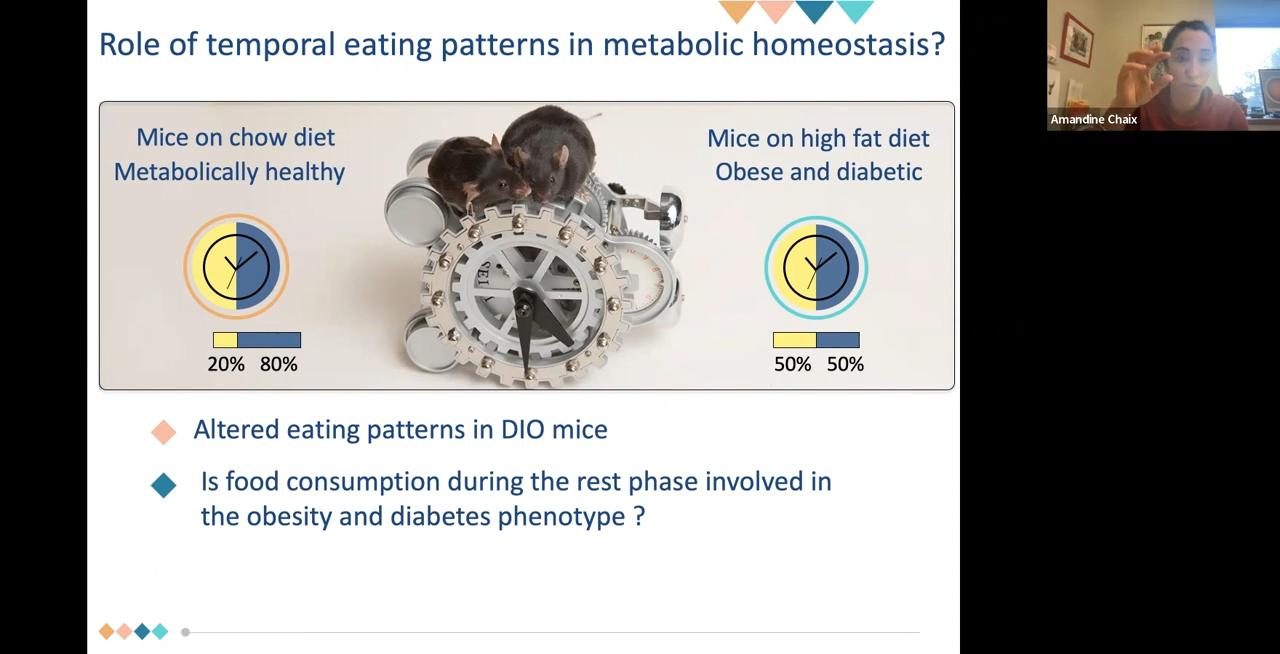 Role of temporal eating patterns in metabolic homeostasis?
Mice on chow diet
Metabolically healthy
20% 80%
Mice on high fat diet
Obese and diabetic
50% 50%
Altered eating patterns in DIO mice
Is food consumption during the rest phase involved in
the obesity and diabetes phenotype ?
Amandine Chaix